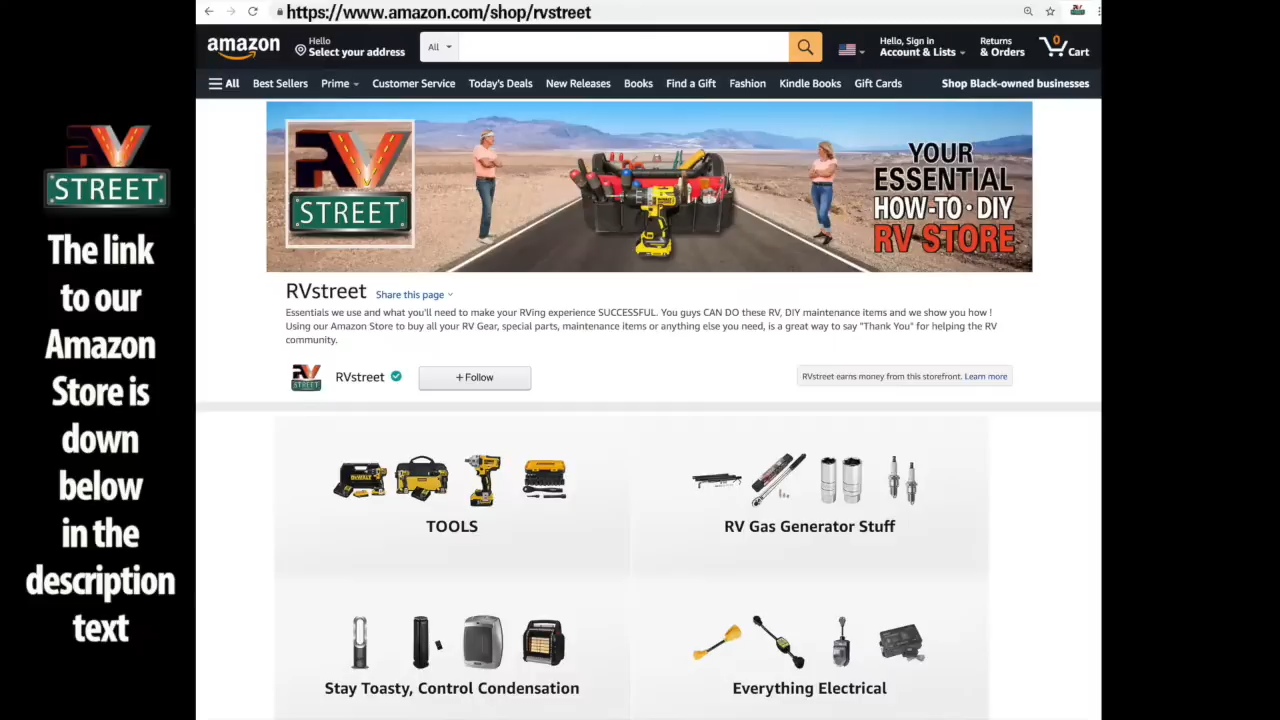 https://www.amazon.com/shop/rvstreet
amazon
Hello
Select your address
All
Hello, Sign in
Account & Lists
Returns
& Orders
0
Cart
All
Best Sellers
Prime
Customer Service
Today's Deals
New Releases
Books
Find a Gift
Fashion
Kindle Books
Gift Cards
Shop Black-owned businesses
RV
STREET
The link
to our
Amazon
Store is
down
below
in the
description
text
RV
STREET
YOUR
ESSENTIAL
HOW-TO·DIY
RV STORE
RVstreet
Share this page
Essentials we use and what you'll need to make your RVing experience SUCCESSFUL. You guys CAN DO these RV, DIY maintenance items and we show you how !
Using our Amazon Store to buy all your RV Gear, special parts, maintenance items or anything else you need, is a great way to say "Thank You" for helping the RV
community.
RV
STREET
RVstreet
+Follow
RVstreet earns money from this storefront. Learn more
TOOLS
RV Gas Generator Stuff
Stay Toasty, Control Condensation
Everything Electrical